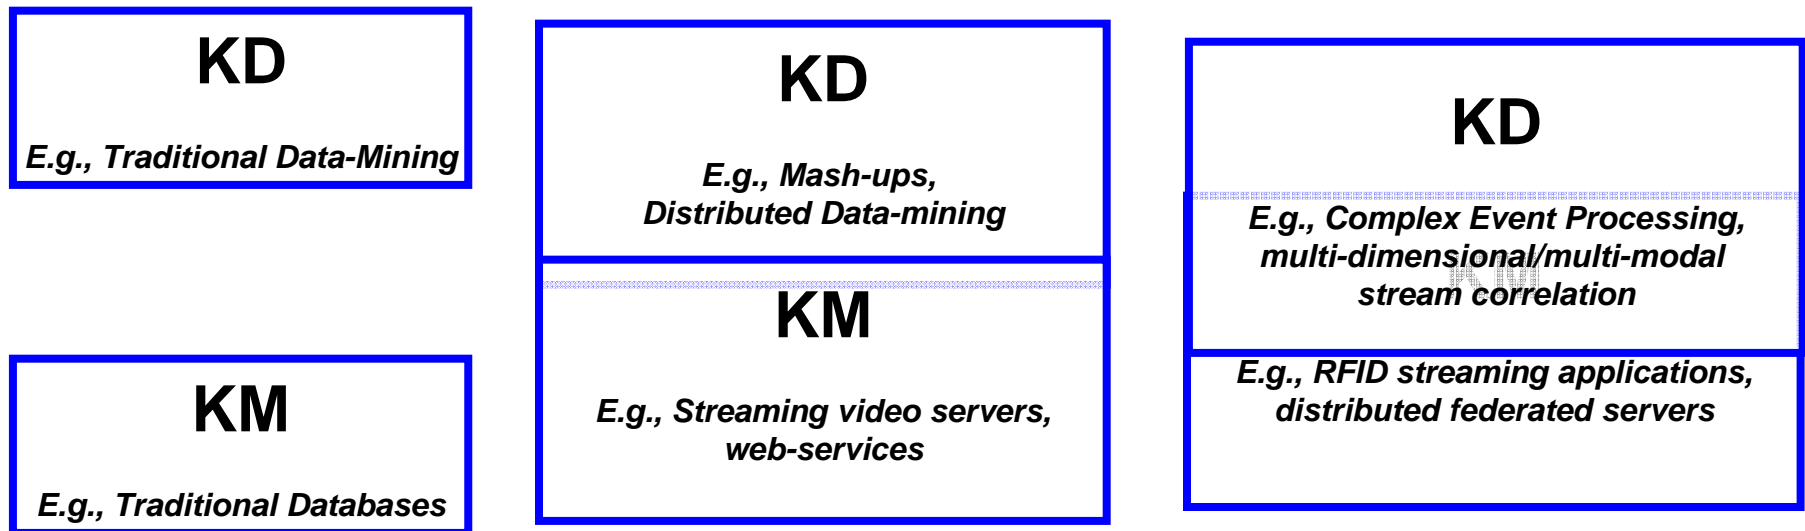 KD
E.g., Traditional Data-Mining
KM
E.g., Traditional Databases
KD
E.g., Mash-ups,
Distributed Data-mining
KM
E.g., Streaming video servers,
web-services
KD
E.g., Complex Event Processing,
multi-dimensional/multi-modal
KM
stream correlation
E.g., RFID streaming applications,
distributed federated servers